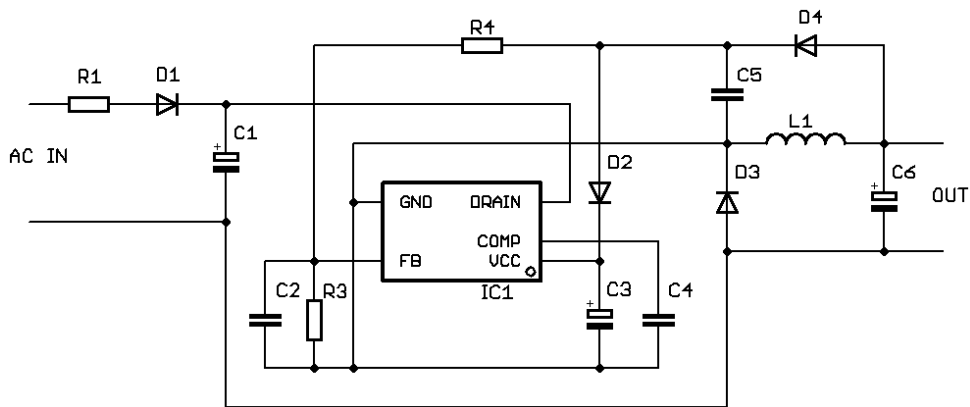 R4
D4
R1
D1
C1
C5
L1
AC IN
D2
D3
C6
OUT
GND
DRAIN
COMP
FB
VCC
IC1
C2
R3
C3
C4
+
+
+